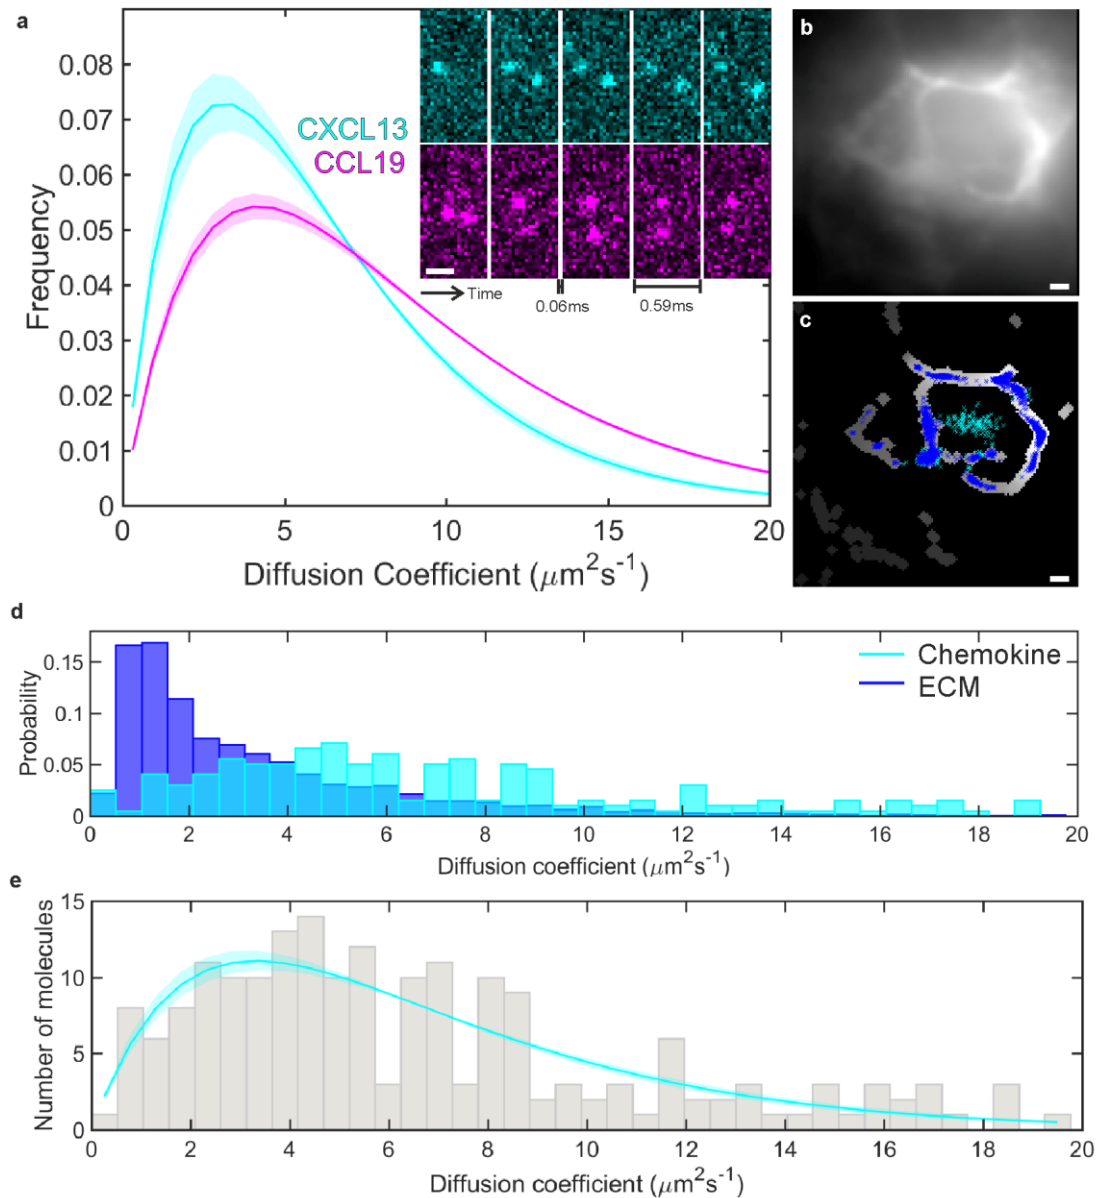 a
0.08
0.07
0.06
0.05
0.04
0.03
0.02
0.01
0
Frequency
CXCL13
CCL19
Time
0.06ms
0.59ms
0
5
10
15
20
Diffusion Coefficient (μm²s⁻¹)
b
c
d
0.15
0.1
0.05
0
Probability
Chemokine
ECM
0 2 4 6 8 10 12 14 16 18 20
Diffusion coefficient (μm²s⁻¹)
e
15
10
5
0
Number of molecules
0 2 4 6 8 10 12 14 16 18 20
Diffusion coefficient (μm²s⁻¹)